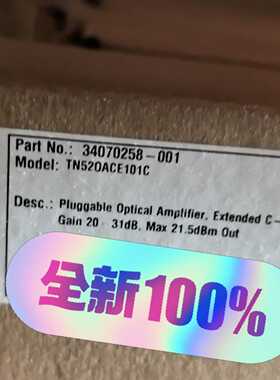 Part No.: 34070258-001
Model: TN52OACE101C
Desc.: Pluggable Optical Amplifier, Extended C-
Gain 20 - 31dB, Max 21.5dBm Out
全新100%